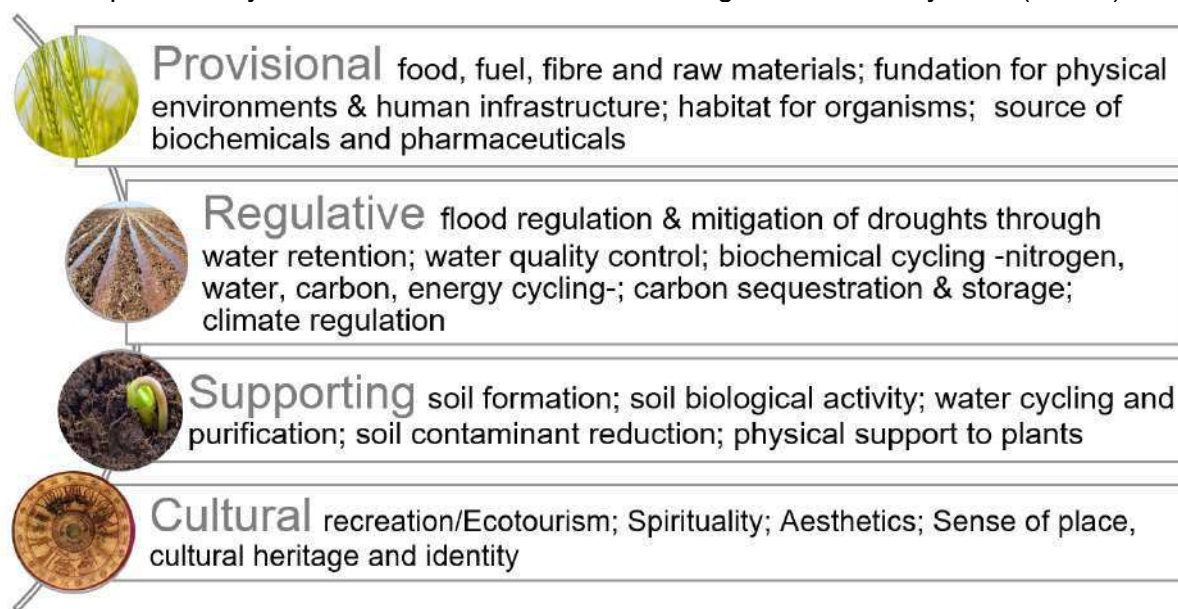 Provisional food, fuel, fibre and raw materials; fundation for physical
environments & human infrastructure; habitat for organisms; source of
biochemicals and pharmaceuticals
Regulative flood regulation & mitigation of droughts through
water retention; water quality control; biochemical cycling -nitrogen,
water, carbon, energy cycling-; carbon sequestration & storage;
climate regulation
Supporting soil formation; soil biological activity; water cycling and
purification; soil contaminant reduction; physical support to plants
Cultural recreation/Ecotourism; Spirituality; Aesthetics; Sense of place,
cultural heritage and identity